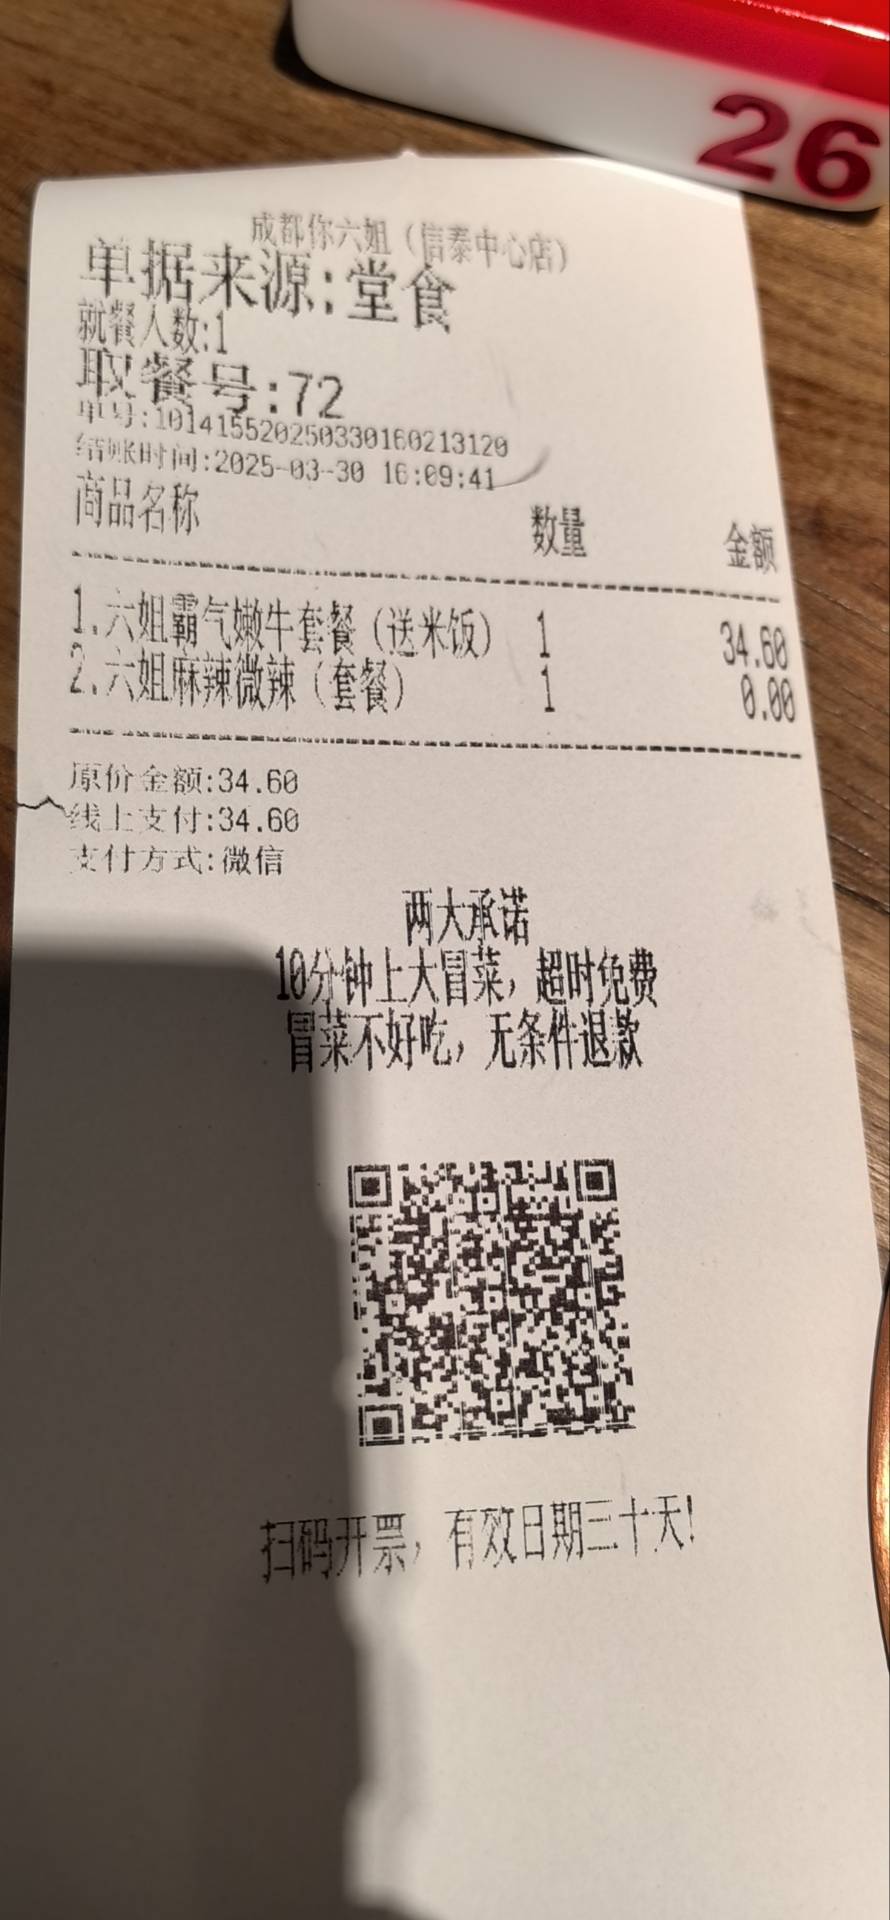 26
成都你六姐（信泰中心店）
单据来源:堂食
就餐人数:1
取餐号:72
单号:101415520250330160213120
结账时间:2025-03-30 16:09:41
商品名称 数量 金额
1.六姐霸气嫩牛套餐（送米饭） 1 34.60
2.六姐麻辣微辣（套餐） 1 0.00
原价金额:34.60
线上支付:34.60
支付方式:微信
两大承诺
10分钟上大冒菜，超时免费
冒菜不好吃，无条件退款
扫码开票，有效日期三十天!